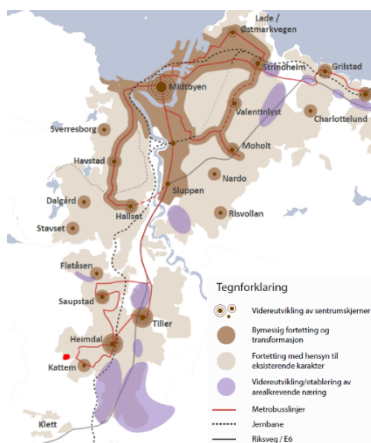 Lade /
Østmarkvegen
Strindheim
Grilstad
Midtbyen
Charlottelund
Valentinlyst
Sverresborg
Moholt
Havstad
Nardo
Sluppen
Dalgård
Hallset
Risvollan
Stavset
Flatåsen
Saupstad
Tiller
Heimdal
Kattem
Klett
Tegnforklaring
Videreutvikling av sentrumskjerner
Bymessig fortetting og
transformasjon
Fortetting med hensyn til
eksisterende karakter
Videreutvikling/etablering av
arealkrevende næring
Metrobusslinjer
Jernbane
Riksveg / E6